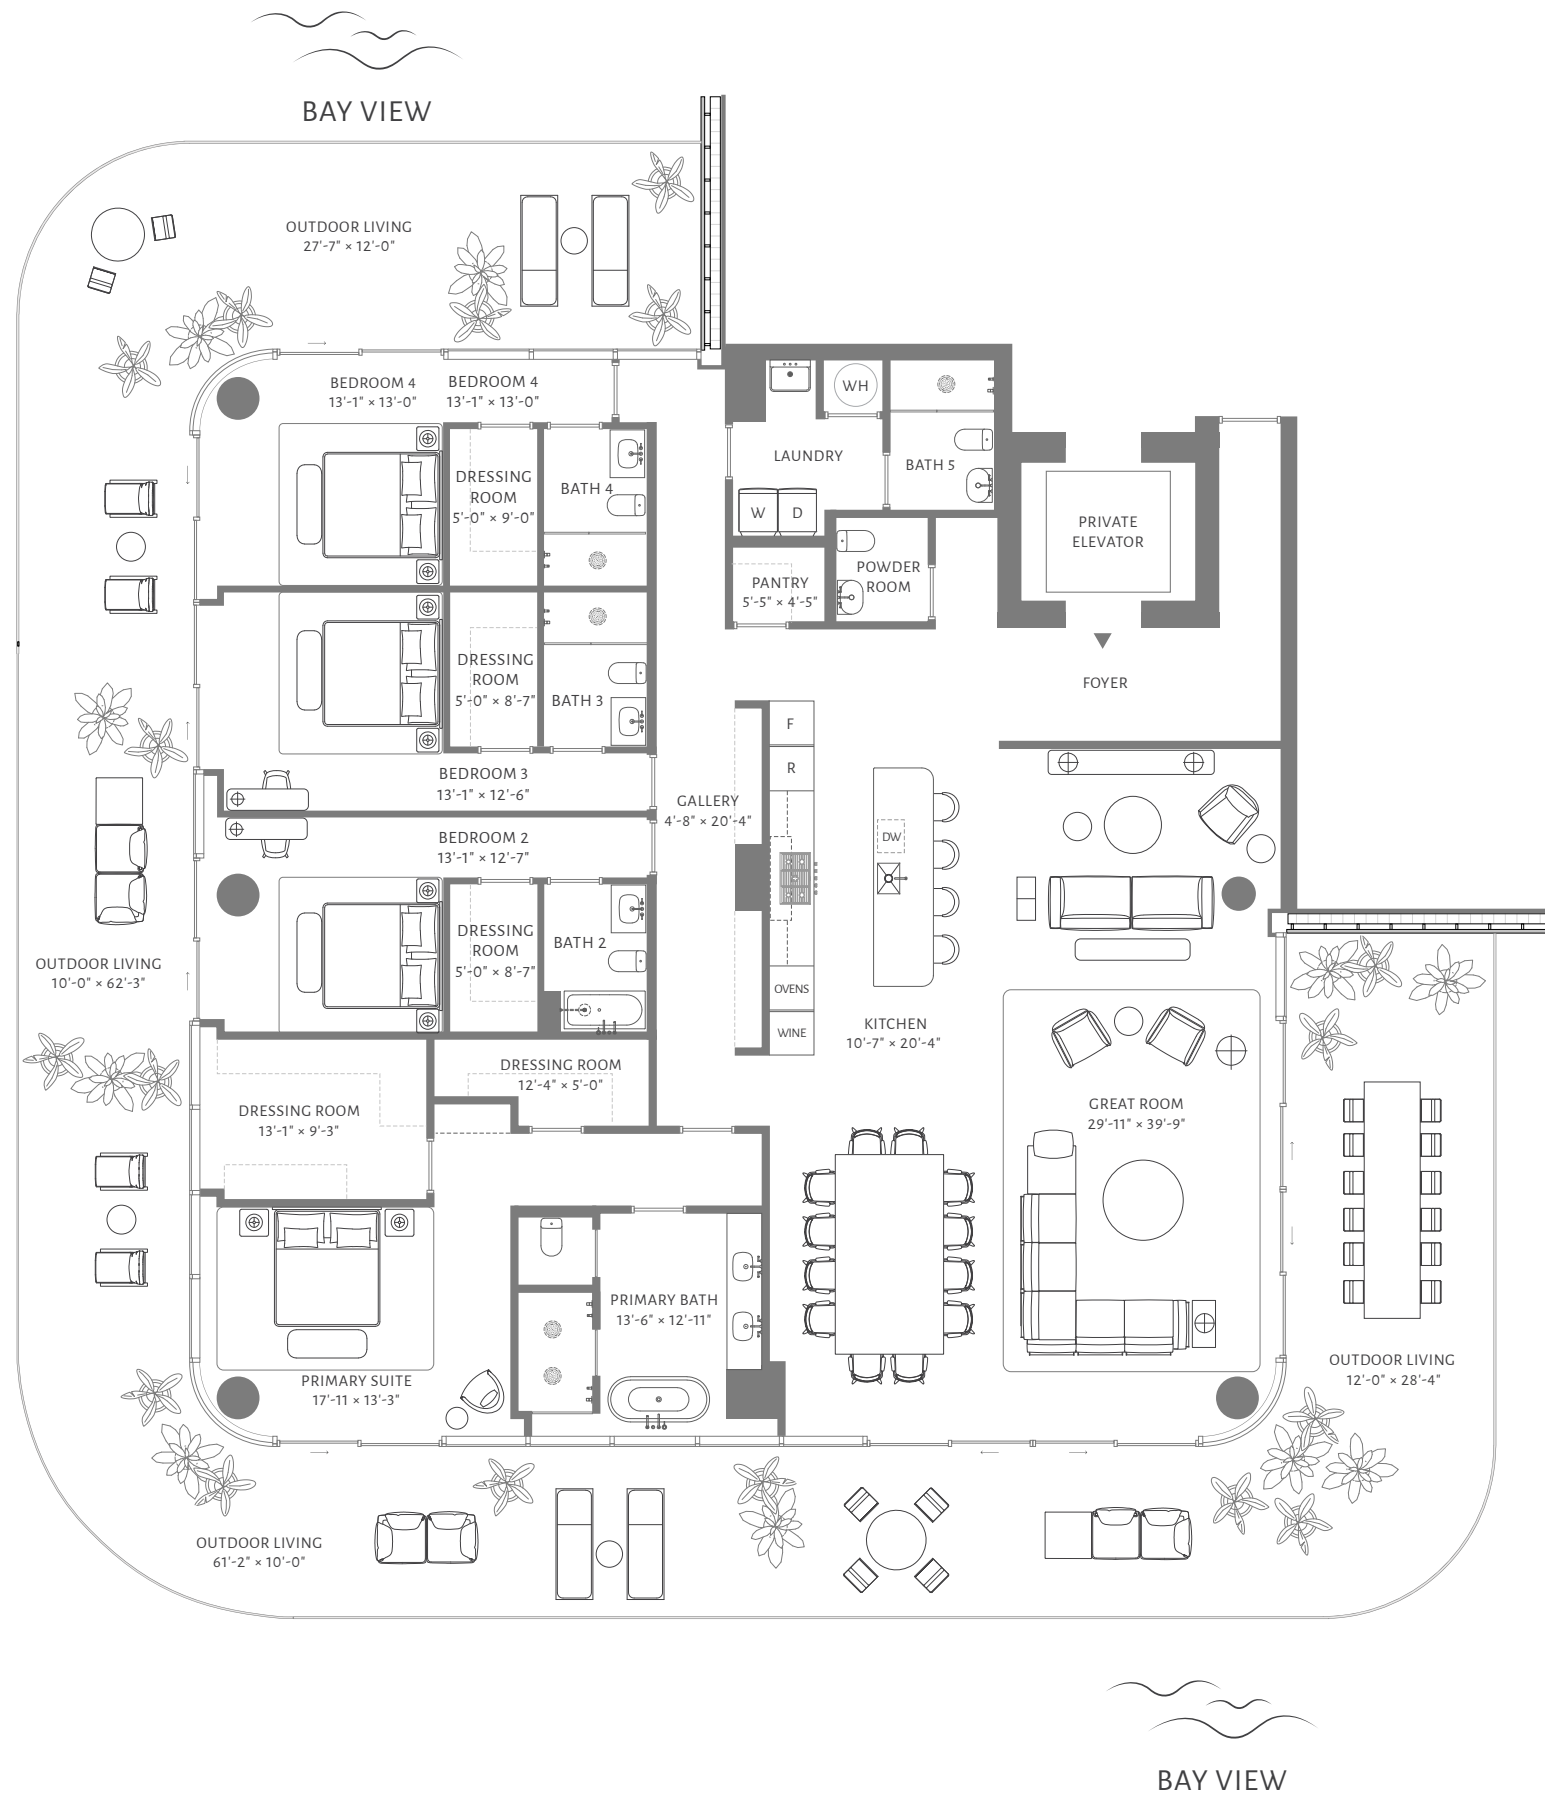 BAY VIEW
OUTDOOR LIVING
27'-7" × 12'-0"
BEDROOM 4
13'-1" × 13'-0"
BEDROOM 4
13'-1" × 13'-0"
WH
LAUNDRY
BATH 5
W
D
DRESSING
ROOM
5'-0" × 9'-0"
BATH 4
PRIVATE
ELEVATOR
POWDER
ROOM
PANTRY
5'-5" × 4'-5"
DRESSING
ROOM
5'-0" × 8'-7"
BATH 3
FOYER
F
R
BEDROOM 3
13'-1" × 12'-6"
GALLERY
4'-8" × 20'-4"
BEDROOM 2
13'-1" × 12'-7"
DW
DRESSING
ROOM
5'-0" × 8'-7"
BATH 2
OUTDOOR LIVING
10'-0" × 62'-3"
OVENS
WINE
KITCHEN
10'-7" × 20'-4"
DRESSING ROOM
12'-4" × 5'-0"
DRESSING ROOM
13'-1" × 9'-3"
GREAT ROOM
29'-11" × 39'-9"
PRIMARY BATH
13'-6" × 12'-11"
PRIMARY SUITE
17'-11 × 13'-3"
OUTDOOR LIVING
12'-0" × 28'-4"
OUTDOOR LIVING
61'-2" × 10'-0"
BAY VIEW